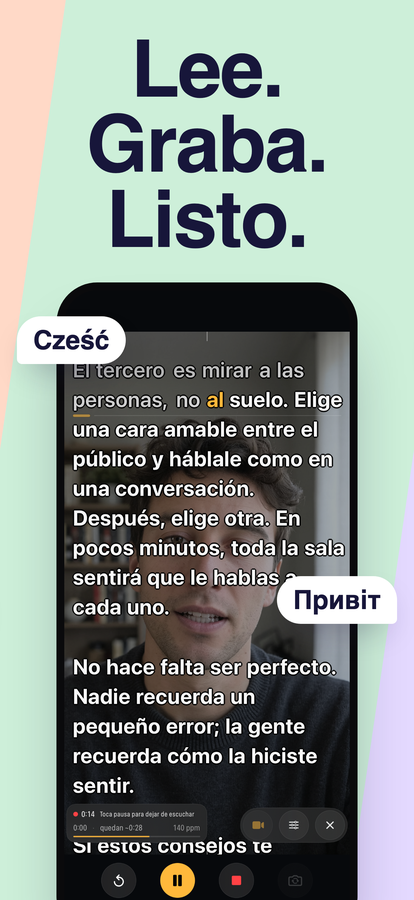 Lee.
Graba.
Listo.
Cześć
El tercero es mirar a las
personas, no al suelo. Elige
una cara amable entre el
público y háblale como en
una conversación.
Después, elige otra. En
pocos minutos, toda la sala
sentirá que le hablas a
Привіт
cada uno.
No hace falta ser perfecto.
Nadie recuerda un
pequeño error; la gente
recuerda cómo la hiciste
sentir.
0:14 Toca pausa para dejar de escuchar
0:00 quedan −0:28 140 ppm
Si estos consejos te